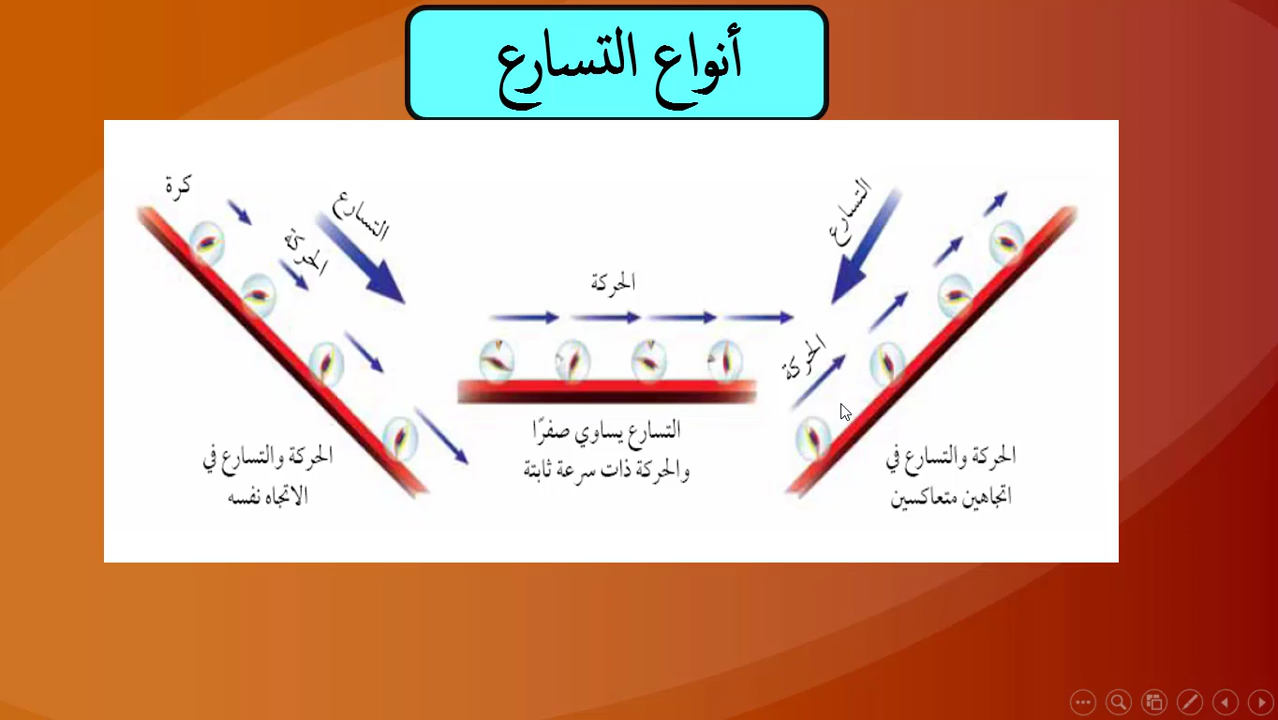 أنواع التسارع
كرة
الحركة
التسارع
الحركة
التسارع
الحركة
الحركة والتسارع في
الاتجاه نفسه
التسارع يساوي صفرًا
والحركة ذات سرعة ثابتة
الحركة والتسارع في
اتجاهين متعاكسين